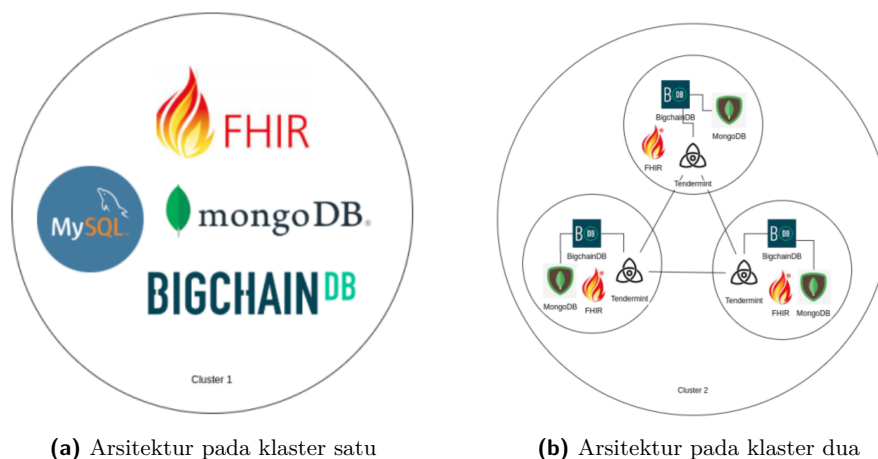 FHIR
MySQL
mongoDB
BIGCHAIN DB
Cluster 1
(a) Arsitektur pada klaster satu
B DB
BigchainDB
MongoDB
FHIR
Tendermint
B DB
BigchainDB
MongoDB
FHIR
Tendermint
B DB
BigchainDB
Tendermint
FHIR
MongoDB
Cluster 2
(b) Arsitektur pada klaster dua